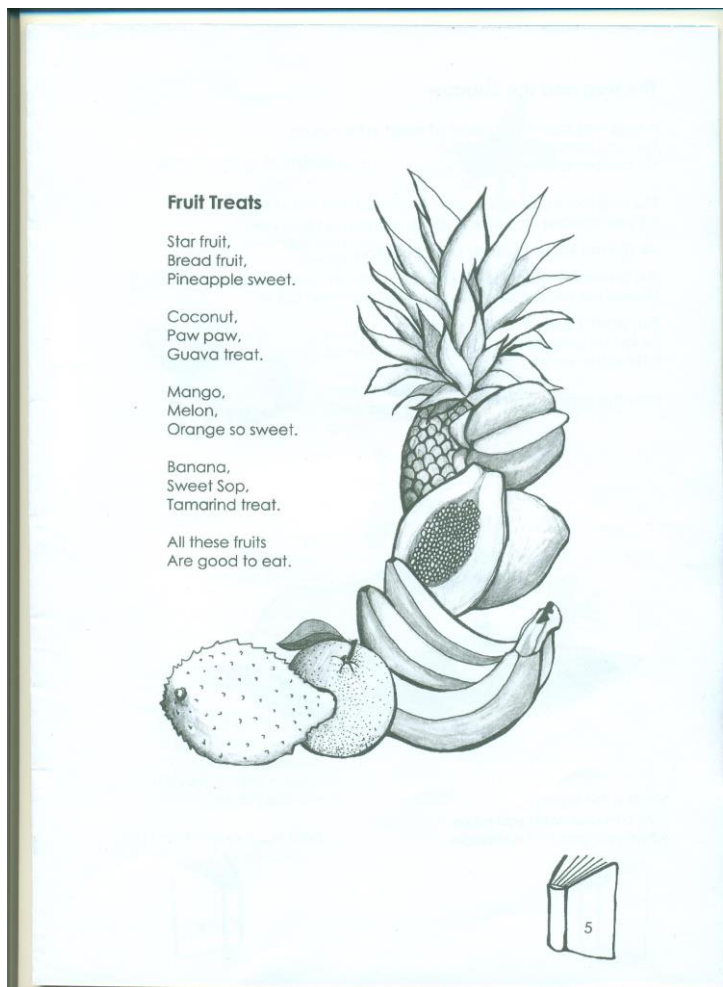 Fruit Treats
Star fruit,
Bread fruit,
Pineapple sweet.
Coconut,
Paw paw,
Guava treat.
Mango,
Melon,
Orange so sweet.
Banana,
Sweet Sop,
Tamarind treat.
All these fruits
Are good to eat.
5